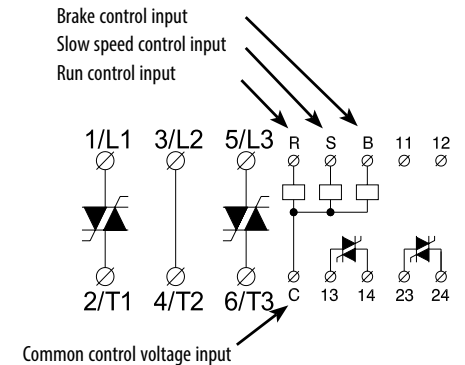 Brake control input
Slow speed control input
Run control input
1/L1 3/L2 5/L3 R S B 11 12
2/T1 4/T2 6/T3 C 13 14 23 24
Common control voltage input